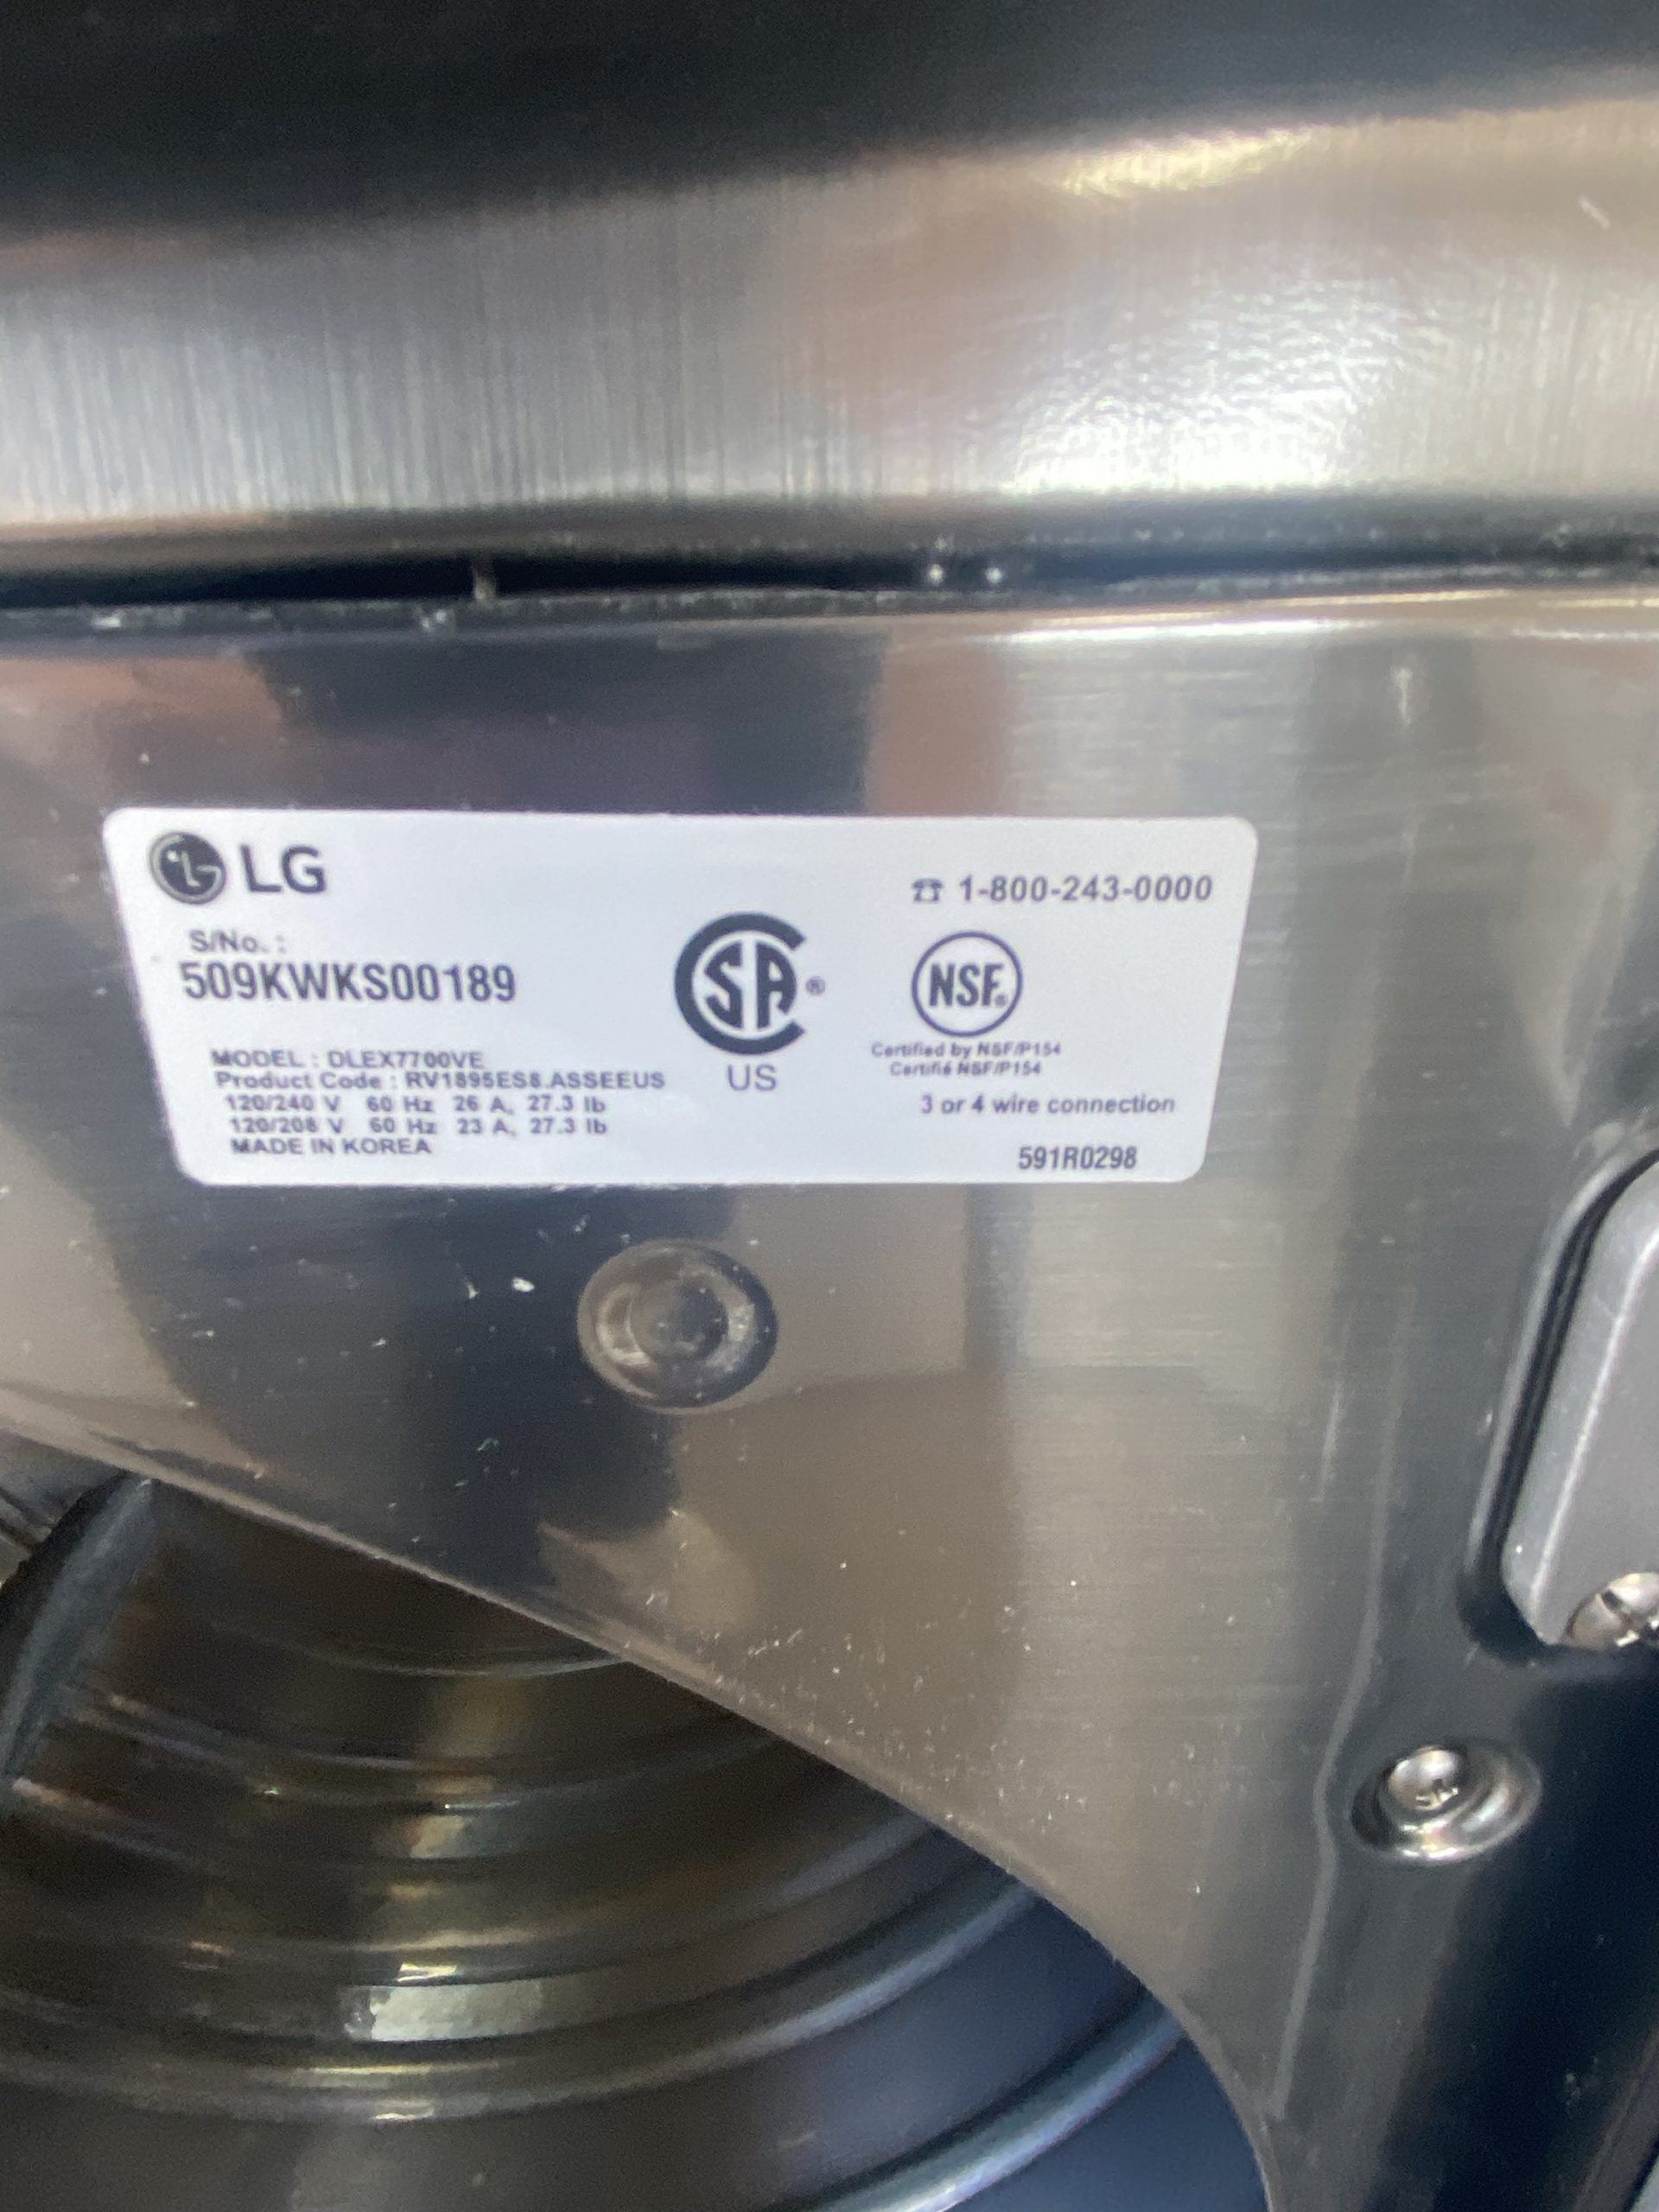 LG
1-800-243-0000
S/No. :
509KWKS00189
SA ®
US
NSF®
Certified by NSF/P154
Certifié NSF/P154
MODEL : DLEX7700VE
Product Code : RV1895ES8.ASSEEUS
120/240 V 60 Hz 26 A, 27.3 lb
120/208 V 60 Hz 23 A, 27.3 lb
MADE IN KOREA
3 or 4 wire connection
591R0298